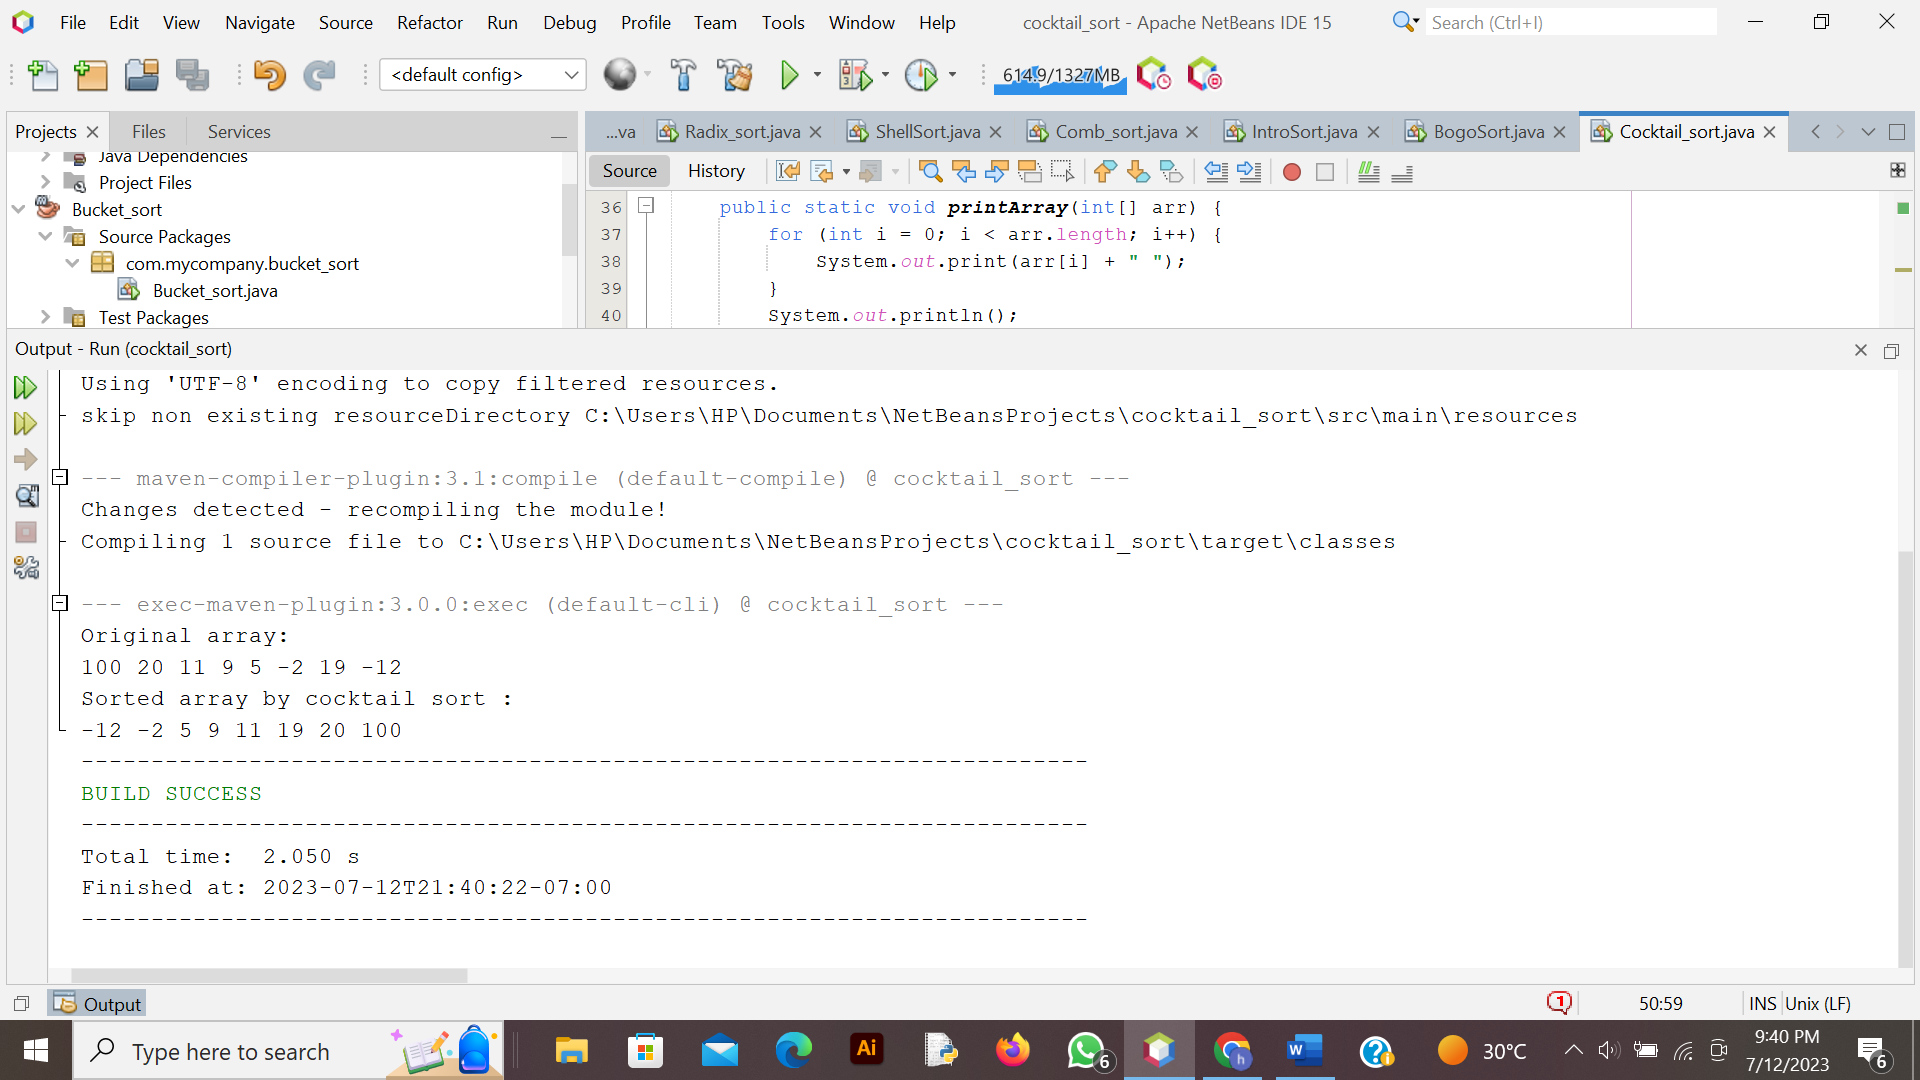 File Edit View Navigate Source Refactor Run Debug Profile Team Tools Window Help cocktail_sort - Apache NetBeans IDE 15 Search (Ctrl+I)
<default config> 614.9/1327MB
Projects Files Services
...va Radix_sort.java ShellSort.java Comb_sort.java IntroSort.java BogoSort.java Cocktail_sort.java
Java Dependencies
Project Files
Bucket_sort
Source Packages
com.mycompany.bucket_sort
Bucket_sort.java
Test Packages
Source History
36 public static void printArray(int[] arr) {
37 for (int i = 0; i < arr.length; i++) {
38 System.out.print(arr[i] + " ");
39 }
40 System.out.println();
Output - Run (cocktail_sort)
Using 'UTF-8' encoding to copy filtered resources.
skip non existing resourceDirectory C:\Users\HP\Documents\NetBeansProjects\cocktail_sort\src\main\resources
--- maven-compiler-plugin:3.1:compile (default-compile) @ cocktail_sort ---
Changes detected - recompiling the module!
Compiling 1 source file to C:\Users\HP\Documents\NetBeansProjects\cocktail_sort\target\classes
--- exec-maven-plugin:3.0.0:exec (default-cli) @ cocktail_sort ---
Original array:
100 20 11 9 5 -2 19 -12
Sorted array by cocktail sort :
-12 -2 5 9 11 19 20 100
------------------------------------------------------------------------
BUILD SUCCESS
------------------------------------------------------------------------
Total time:  2.050 s
Finished at: 2023-07-12T21:40:22-07:00
------------------------------------------------------------------------
Output 1 50:59 INS Unix (LF)
Type here to search Ai 6 h W 30°C 9:40 PM
7/12/2023 6